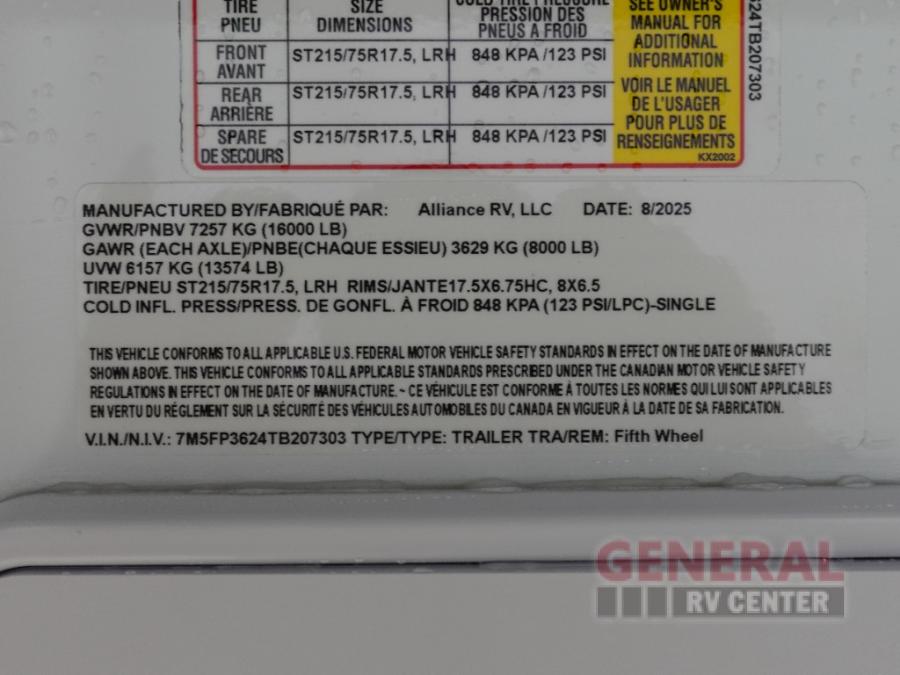 TIRE
PNEU
SIZE
DIMENSIONS
COLD TIRE PRESSURE
PRESSION DES
PNEUS A FROID
SEE OWNER'S
MANUAL FOR
ADDITIONAL
INFORMATION
VOIR LE MANUEL
DE L'USAGER
POUR PLUS DE
RENSEIGNEMENTS
KX2002
FRONT
AVANT
ST215/75R17.5, LRH
848 KPA /123 PSI
REAR
ARRIÈRE
ST215/75R17.5, LRH
848 KPA /123 PSI
SPARE
DE SECOURS
ST215/75R17.5, LRH
848 KPA /123 PSI
24TB207303
MANUFACTURED BY/FABRIQUÉ PAR: Alliance RV, LLC DATE: 8/2025
GVWR/PNBV 7257 KG (16000 LB)
GAWR (EACH AXLE)/PNBE(CHAQUE ESSIEU) 3629 KG (8000 LB)
UVW 6157 KG (13574 LB)
TIRE/PNEU ST215/75R17.5, LRH RIMS/JANTE17.5X6.75HC, 8X6.5
COLD INFL. PRESS/PRESS. DE GONFL. À FROID 848 KPA (123 PSI/LPC)-SINGLE
THIS VEHICLE CONFORMS TO ALL APPLICABLE U.S. FEDERAL MOTOR VEHICLE SAFETY STANDARDS IN EFFECT ON THE DATE OF MANUFACTURE
SHOWN ABOVE. THIS VEHICLE CONFORMS TO ALL APPLICABLE STANDARDS PRESCRIBED UNDER THE CANADIAN MOTOR VEHICLE SAFETY
REGULATIONS IN EFFECT ON THE DATE OF MANUFACTURE. ~ CE VÉHICULE EST CONFORME À TOUTES LES NORMES QUI LUI SONT APPLICABLES
EN VERTU DU RÉGLEMENT SUR LA SÉCURITÉ DES VÉHICULES AUTOMOBILES DU CANADA EN VIGUEUR À LA DATE DE SA FABRICATION.
V.I.N./N.I.V.: 7M5FP3624TB207303 TYPE/TYPE: TRAILER TRA/REM: Fifth Wheel
GENERAL
RV CENTER